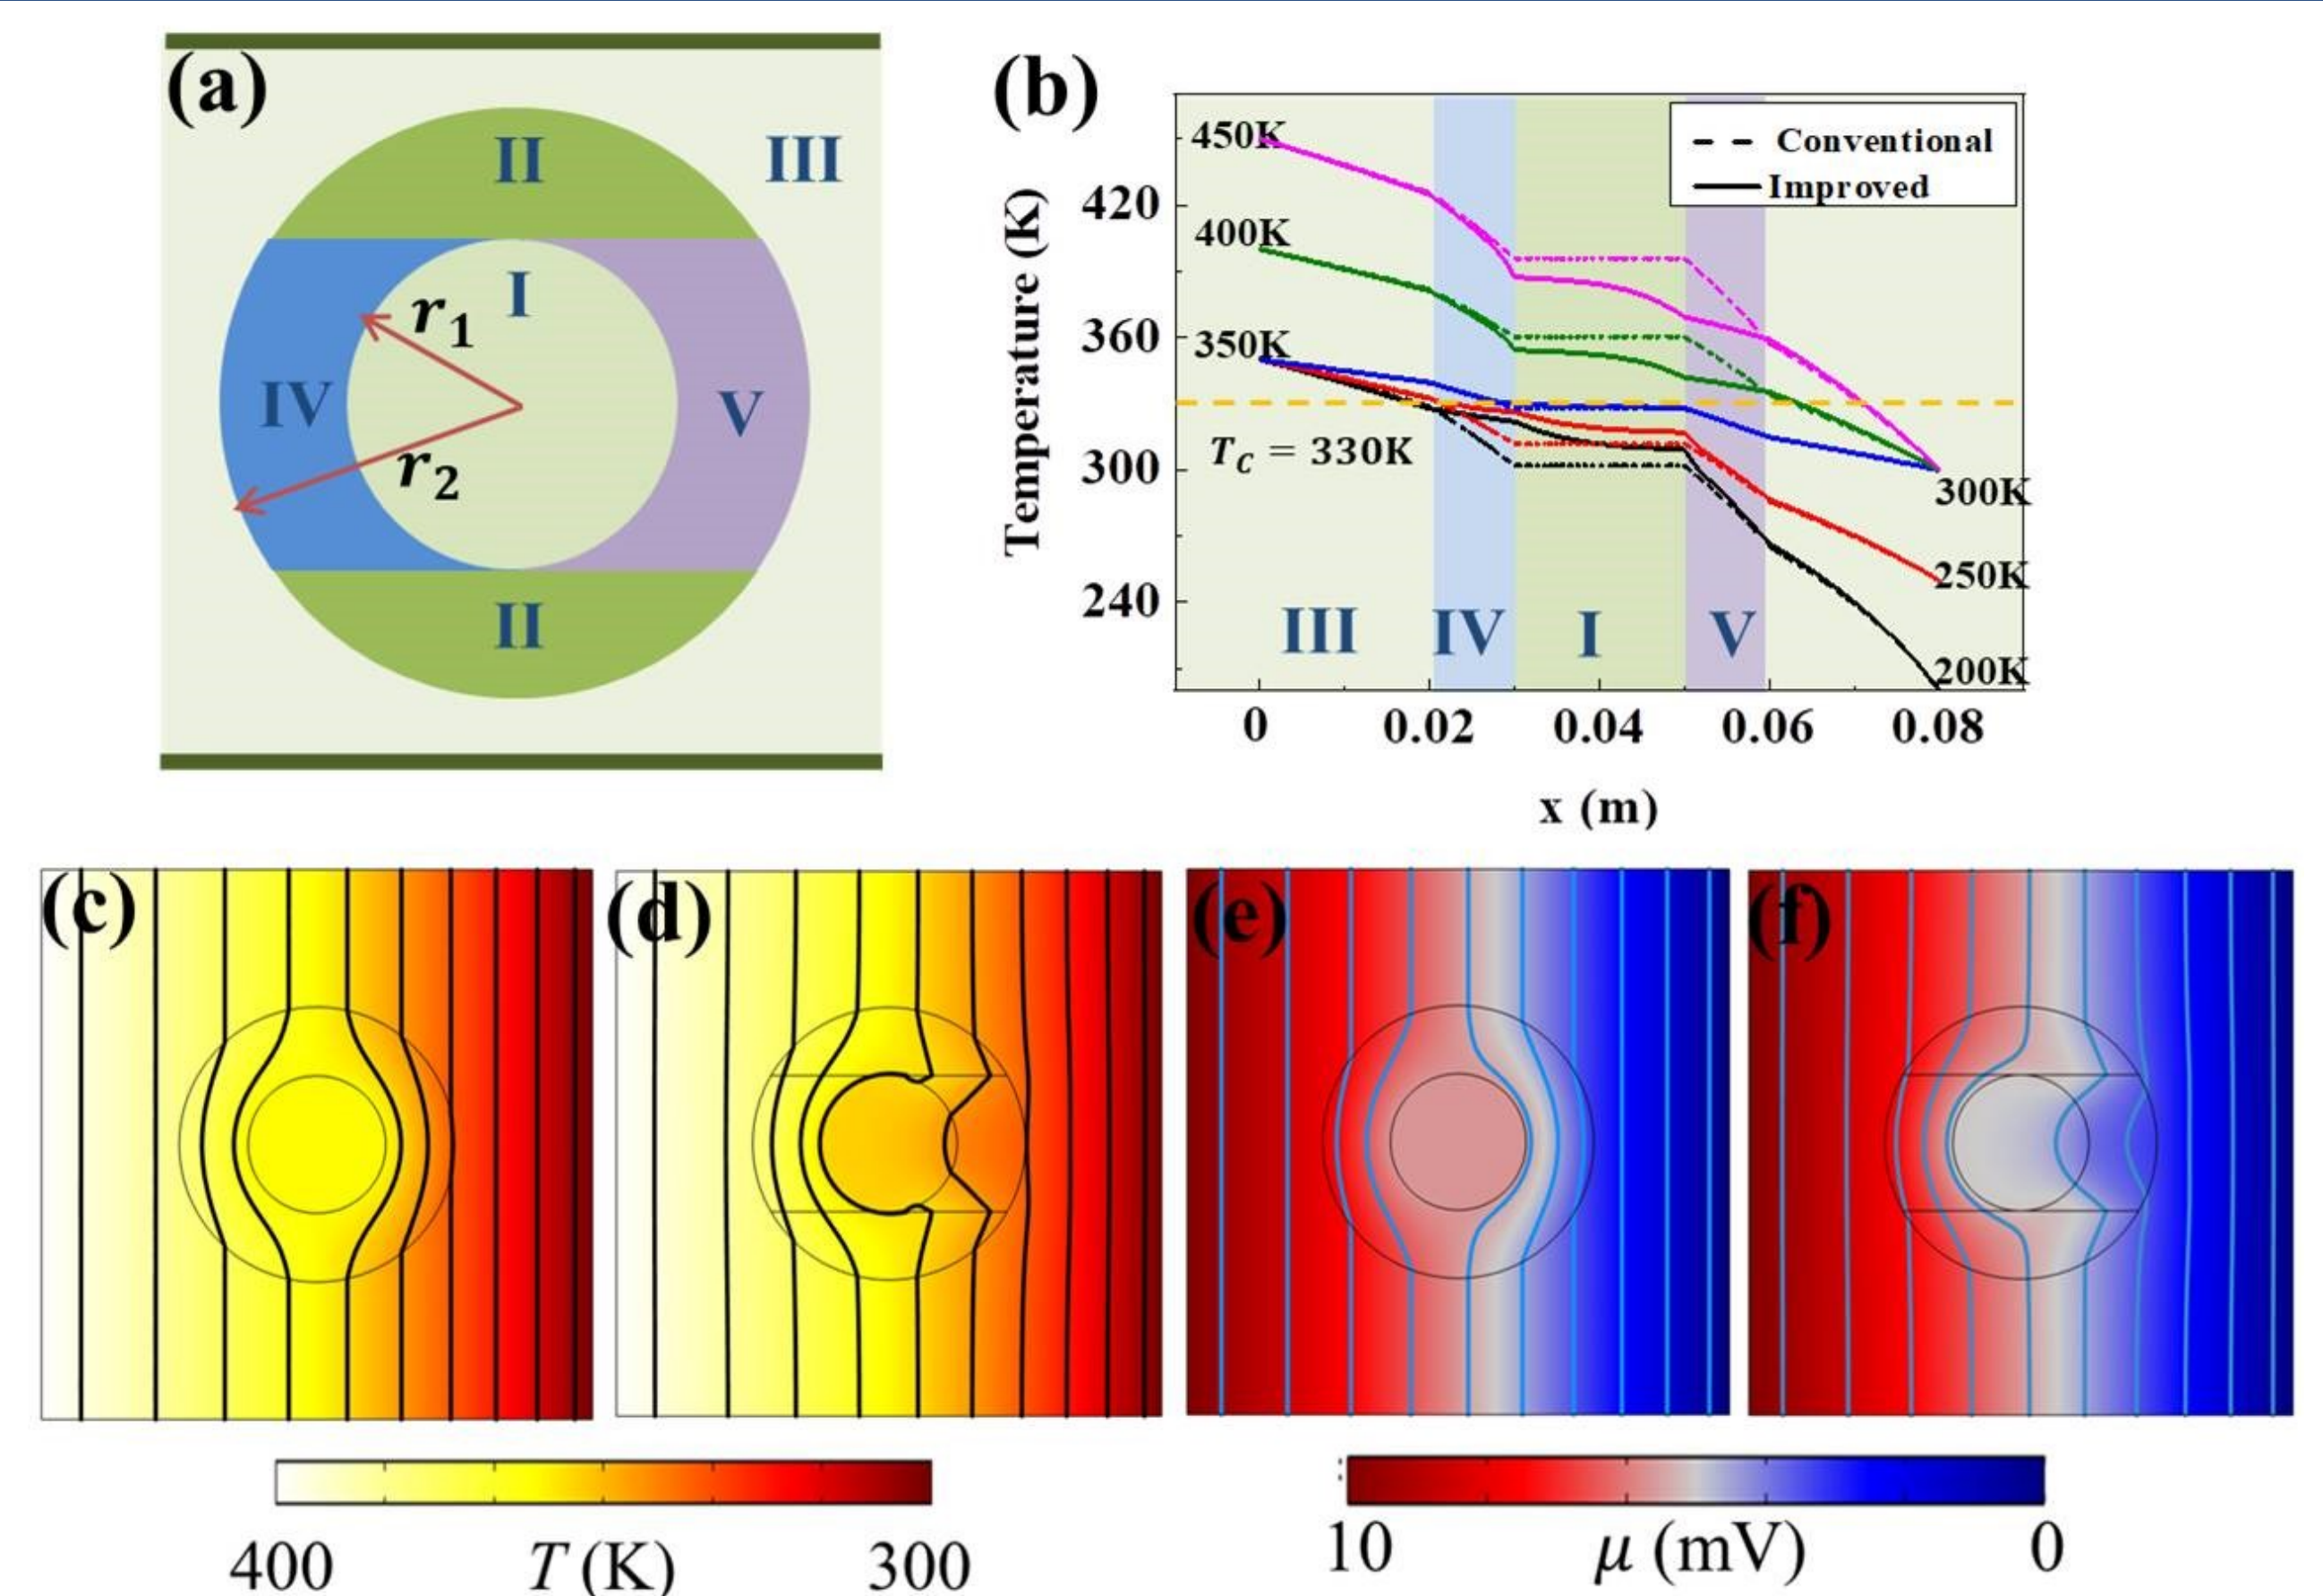 (a)
II
III
I
r1
IV
V
r2
II
(b)
Temperature (K)
420
360
300
240
450K
400K
350K
Conventional
Improved
TC = 330K
300K
250K
200K
III IV I V
0 0.02 0.04 0.06 0.08
x (m)
(c) (d) (e) (f)
400 T (K) 300
10 μ (mV) 0